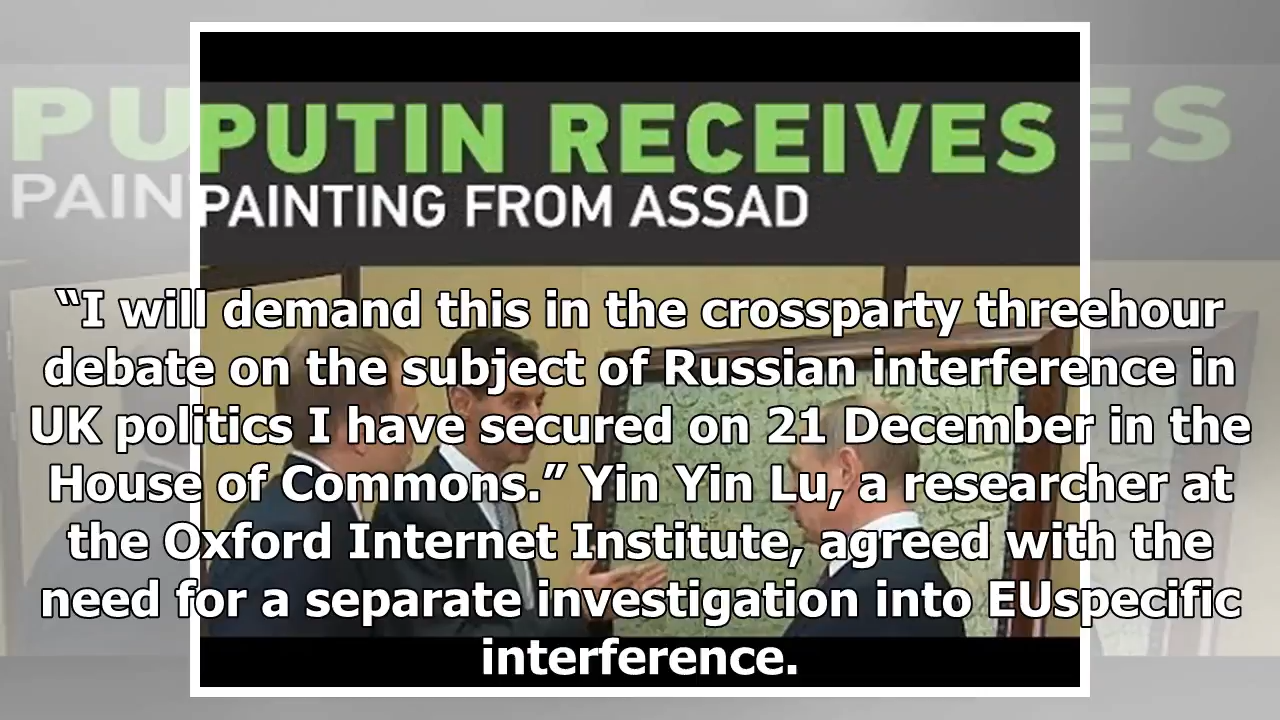 PUTIN RECEIVES
PAINTING FROM ASSAD
“I will demand this in the crossparty threehour
debate on the subject of Russian interference in
UK politics I have secured on 21 December in the
House of Commons.” Yin Yin Lu, a researcher at
the Oxford Internet Institute, agreed with the
need for a separate investigation into EUspecific
interference.